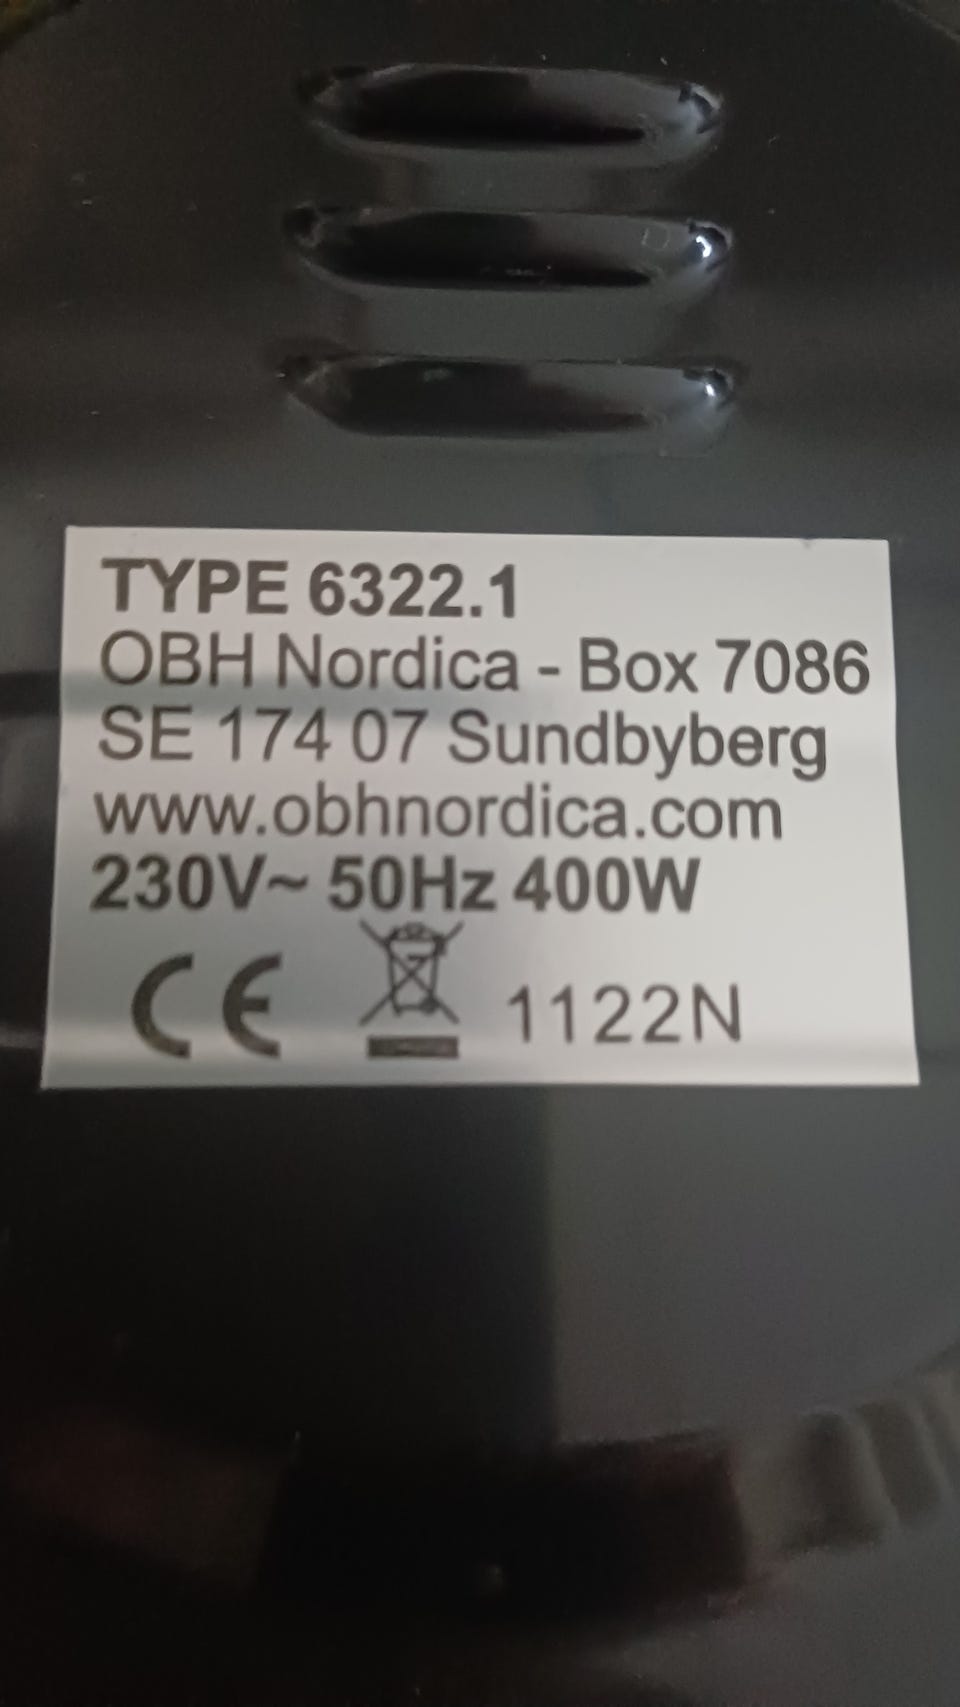 TYPE 6322.1
OBH Nordica - Box 7086
SE 174 07 Sundbyberg
www.obhnordica.com
230V~ 50Hz 400W
CE 1122N